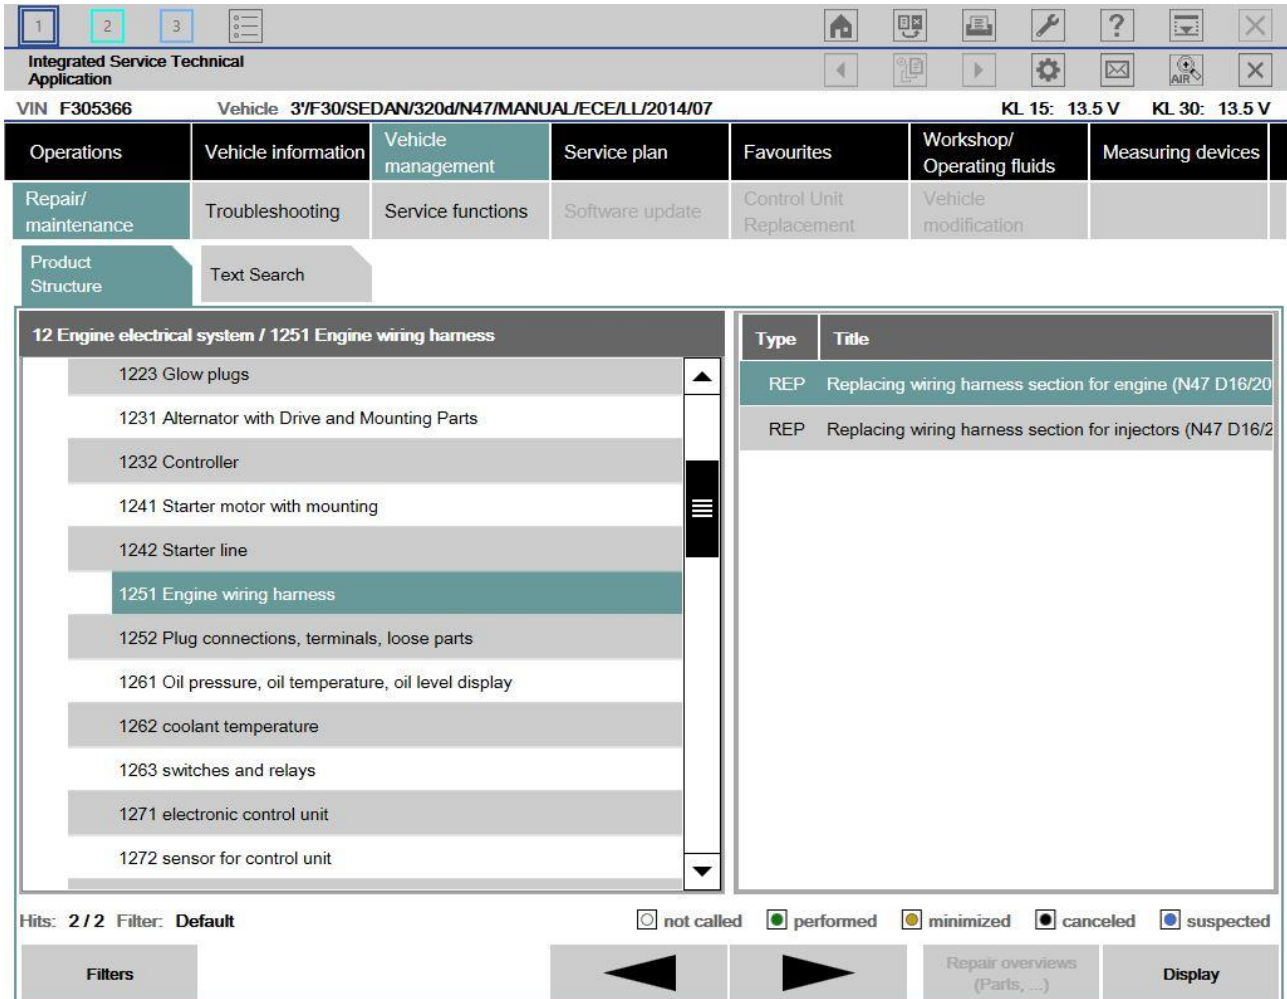 1 2 3
Integrated Service Technical
Application
AIR
VIN F305366 Vehicle 3'/F30/SEDAN/320d/N47/MANUAL/ECE/LL/2014/07 KL 15: 13.5 V KL 30: 13.5 V
Operations Vehicle information Vehicle management Service plan Favourites Workshop/ Operating fluids Measuring devices
Repair/ maintenance Troubleshooting Service functions Software update Control Unit Replacement Vehicle modification
Product Structure Text Search
12 Engine electrical system / 1251 Engine wiring harness
1223 Glow plugs
1231 Alternator with Drive and Mounting Parts
1232 Controller
1241 Starter motor with mounting
1242 Starter line
1251 Engine wiring harness
1252 Plug connections, terminals, loose parts
1261 Oil pressure, oil temperature, oil level display
1262 coolant temperature
1263 switches and relays
1271 electronic control unit
1272 sensor for control unit
Type Title
REP Replacing wiring harness section for engine (N47 D16/20
REP Replacing wiring harness section for injectors (N47 D16/2
Hits: 2 / 2 Filter: Default not called performed minimized canceled suspected
Filters Repair overviews (Parts, ...) Display